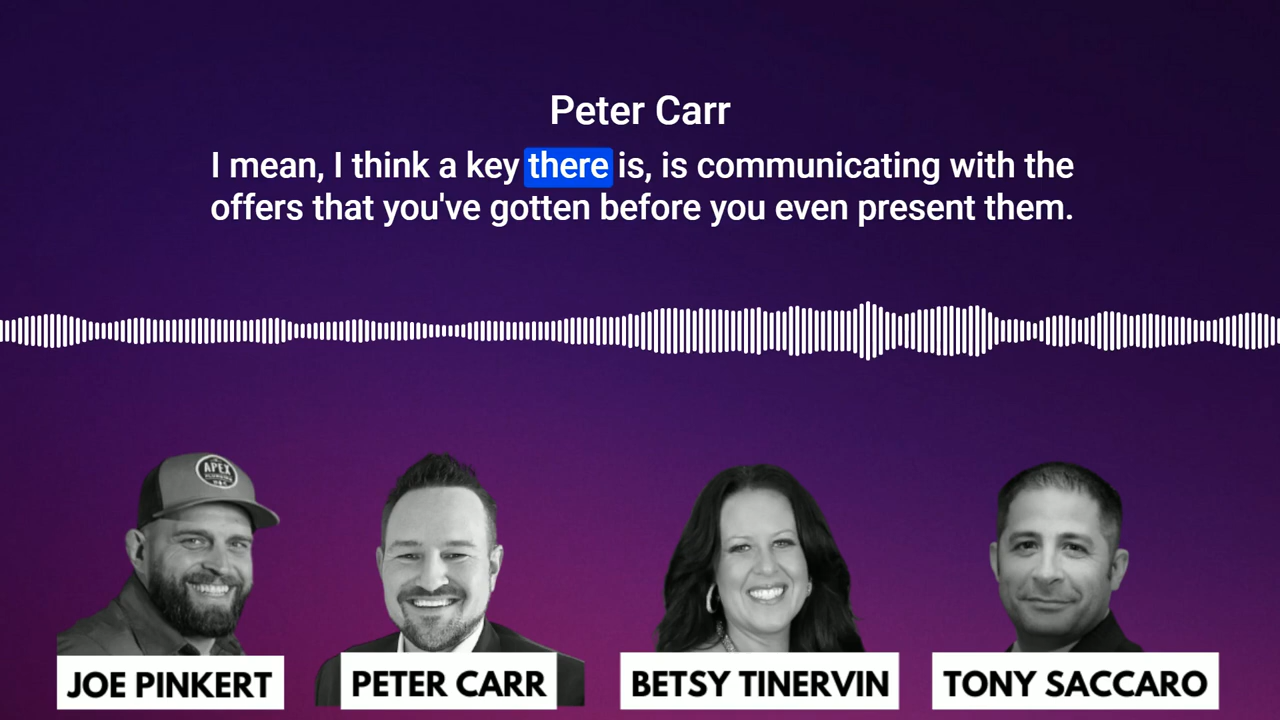 Peter Carr
I mean, I think a key there is, is communicating with the
offers that you've gotten before you even present them.
APEX
JOE PINKERT
PETER CARR
BETSY TINERVIN
TONY SACCARO